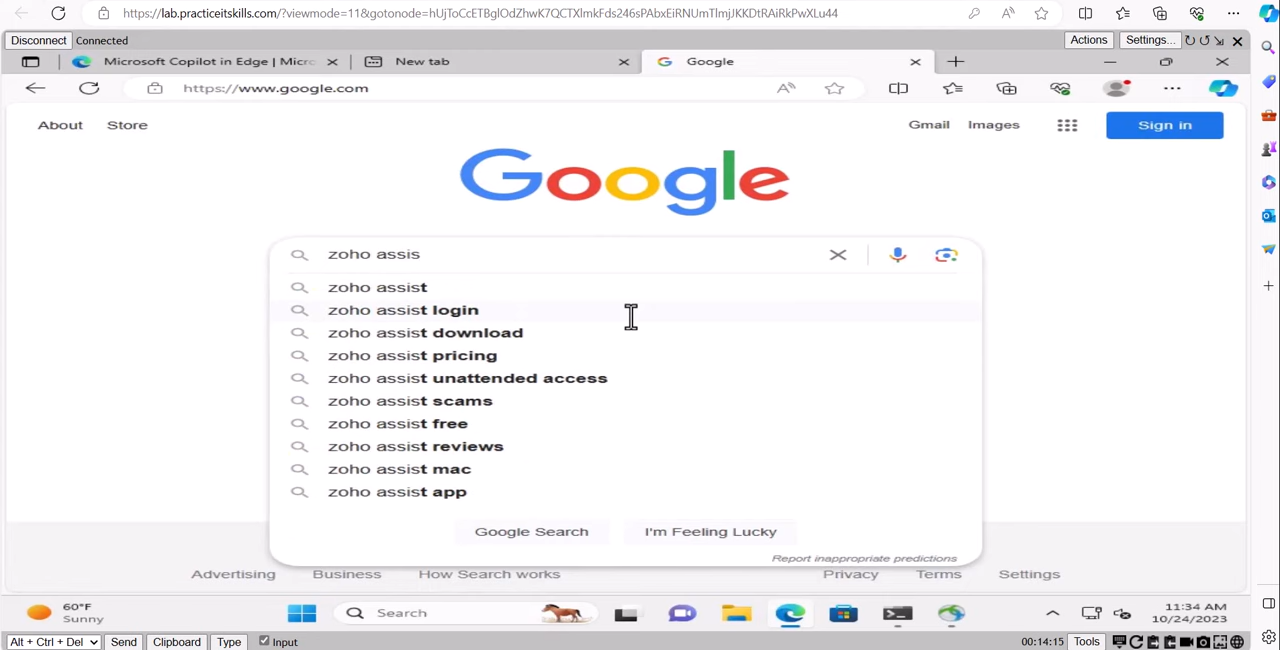 https://lab.practiceitskills.com/?viewmode=11&gotonode=hUjToCcETBglOdZhwK7QCTXlmkFds246sPAbxEiRNUmTlmjJKKDtRAiRkPwXLu44
Disconnect Connected Actions Settings...
Microsoft Copilot in Edge | Micr New tab Google
https://www.google.com
About Store Gmail Images Sign in
Google
zoho assis
zoho assist
zoho assist login
zoho assist download
zoho assist pricing
zoho assist unattended access
zoho assist scams
zoho assist free
zoho assist reviews
zoho assist mac
zoho assist app
Google Search I'm Feeling Lucky
Report inappropriate predictions
Advertising Business How Search works Privacy Terms Settings
60°F
Sunny
Search
11:34 AM
10/24/2023
Alt + Ctrl + Del Send Clipboard Type Input 00:14:15 Tools